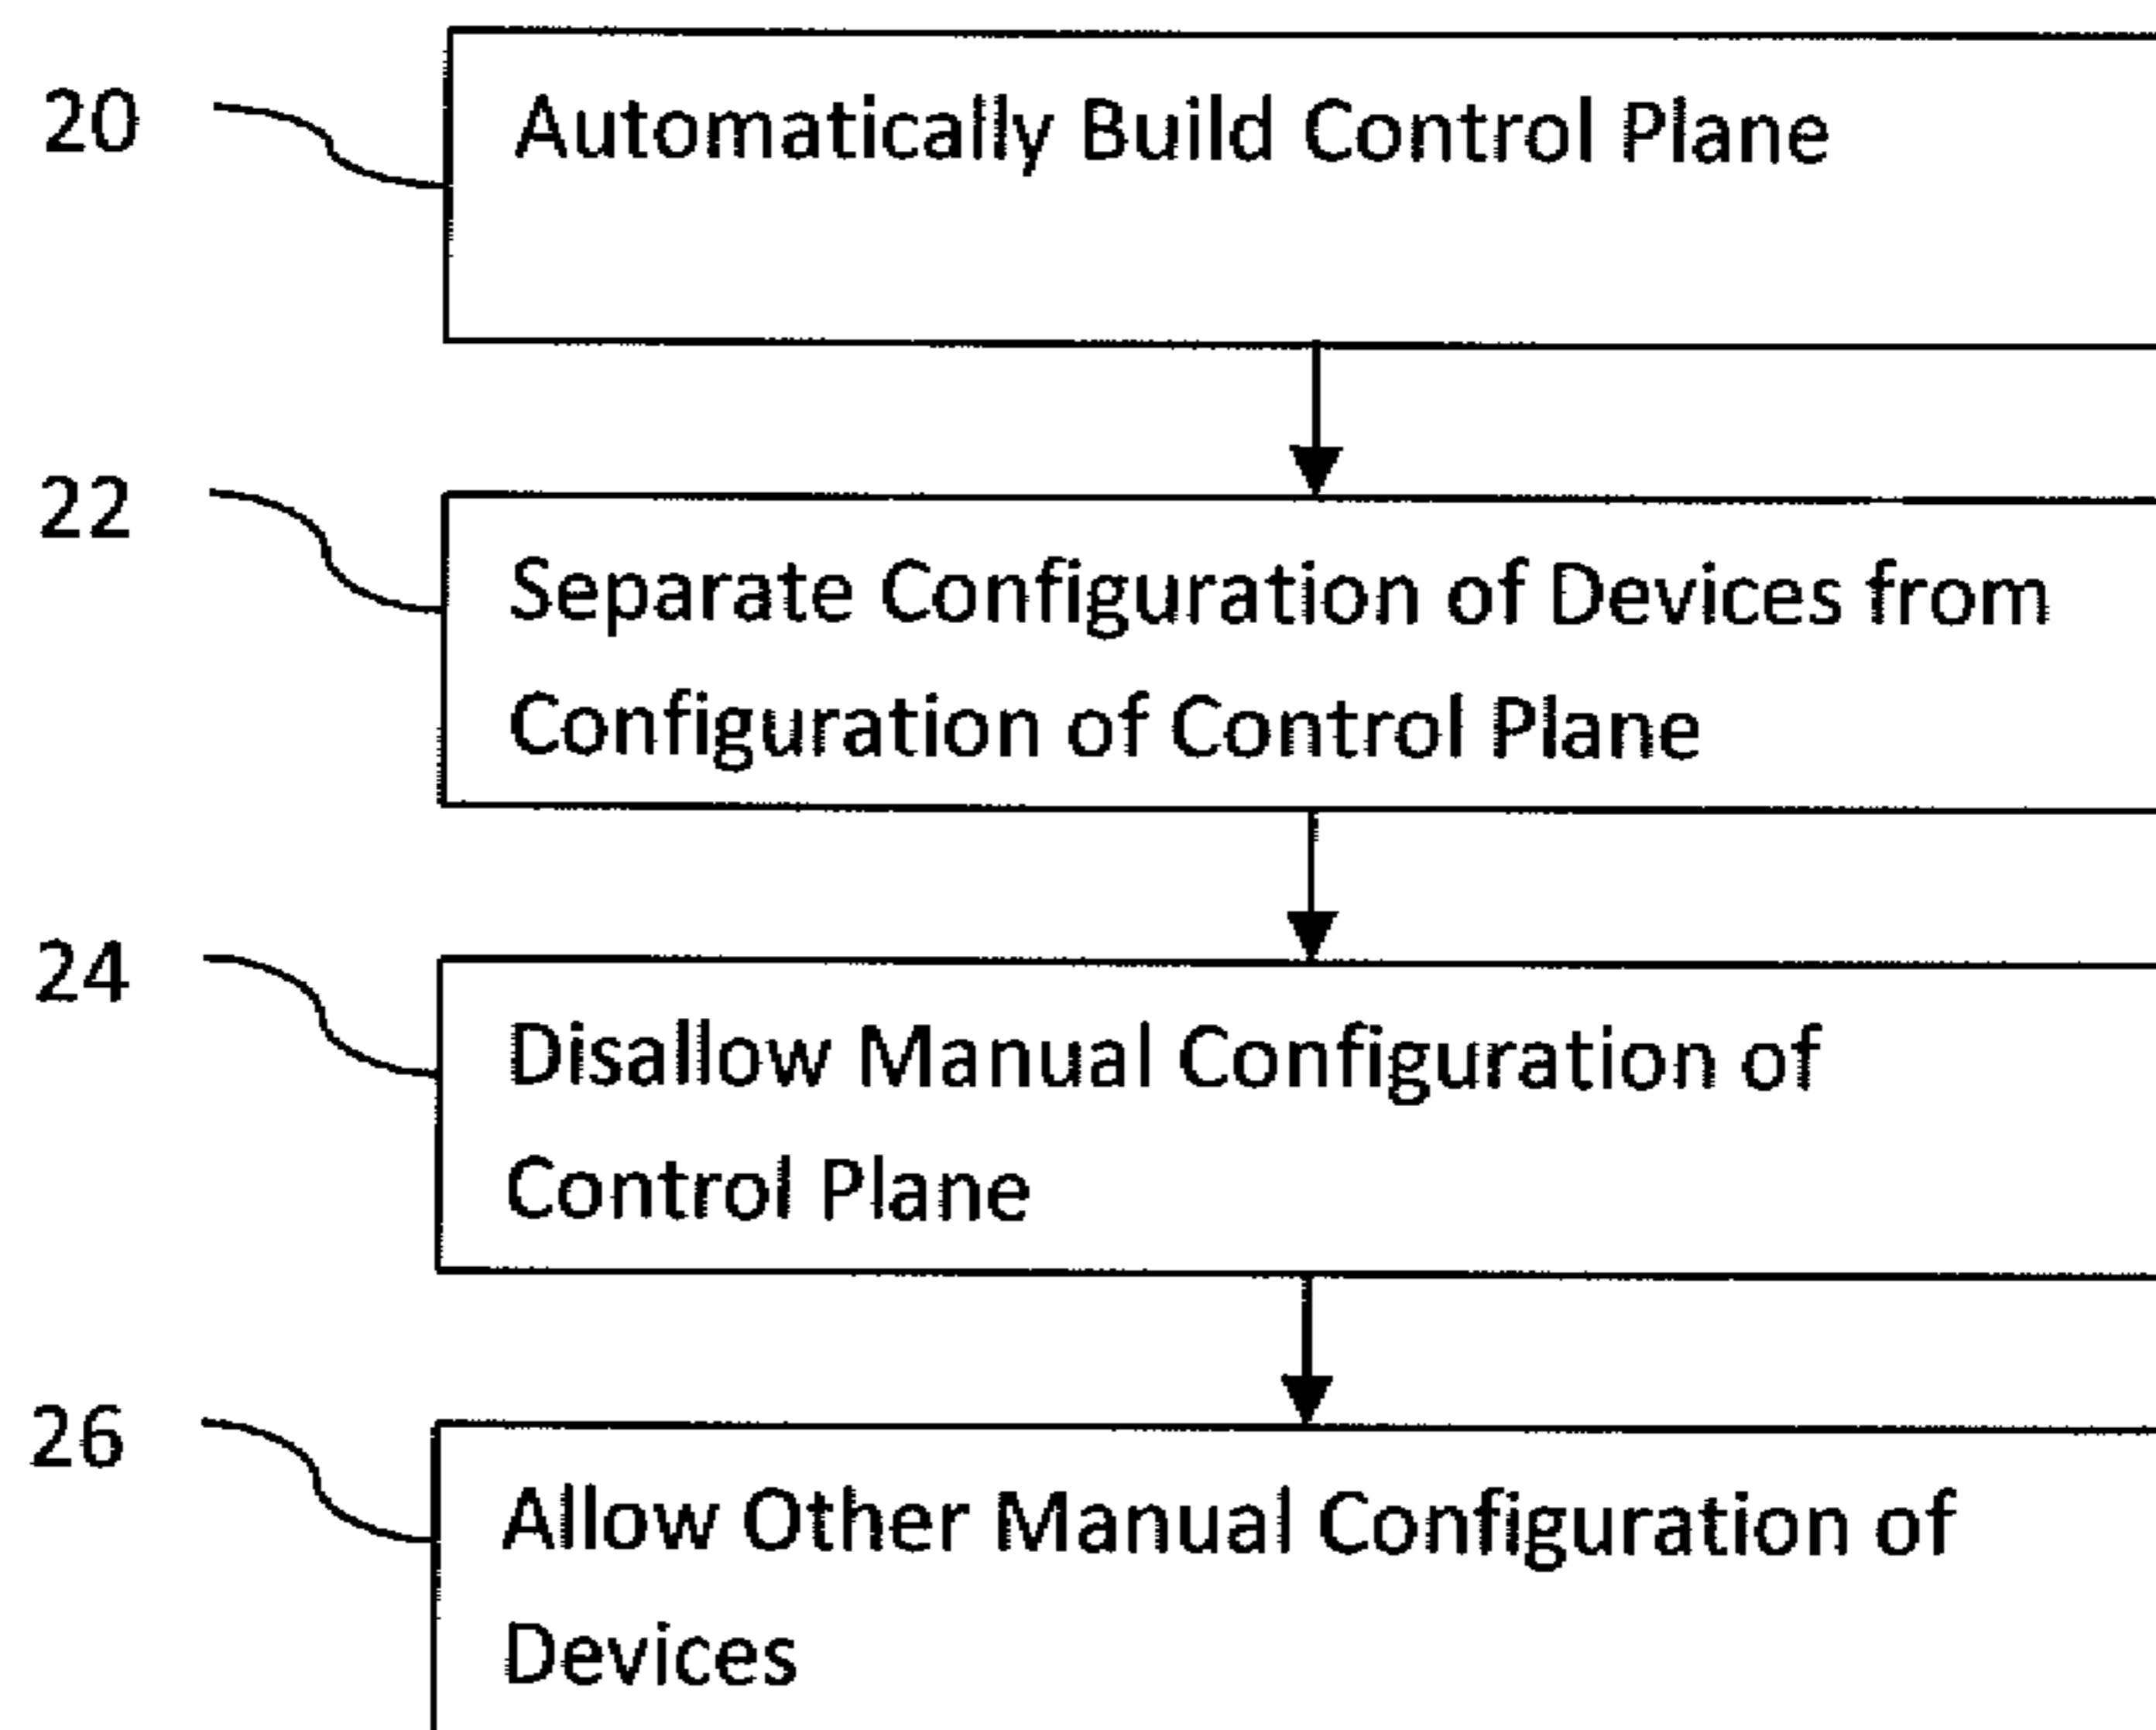 20
Automatically Build Control Plane
22
Separate Configuration of Devices from
Configuration of Control Plane
24
Disallow Manual Configuration of
Control Plane
26
Allow Other Manual Configuration of
Devices